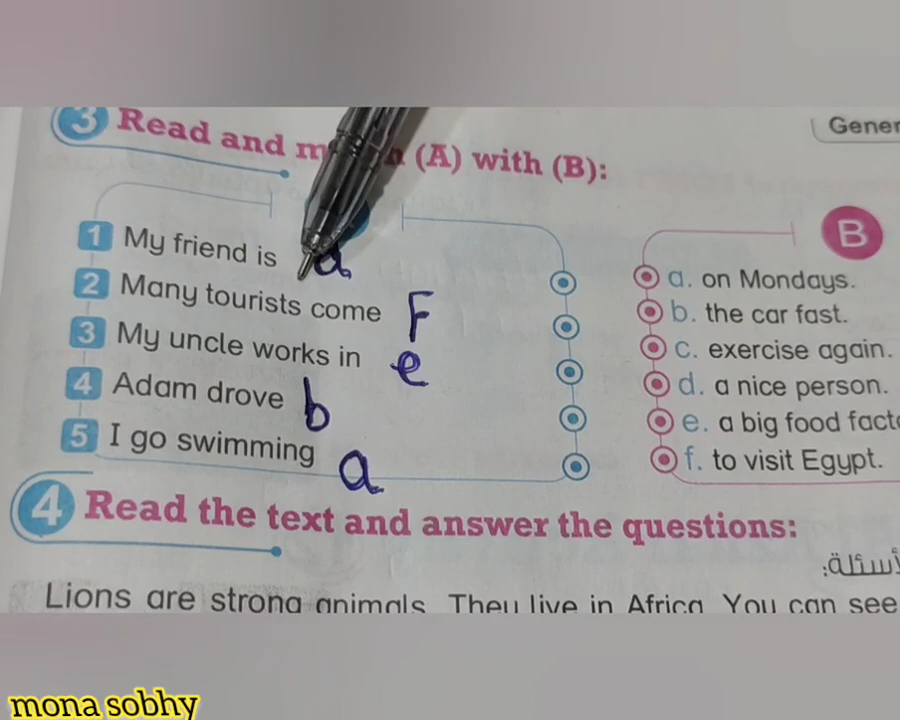 3 Read and m n (A) with (B):
Gener
B
1 My friend is
2 Many tourists come F
3 My uncle works in e
4 Adam drove b
5 I go swimming a
a. on Mondays.
b. the car fast.
c. exercise again.
d. a nice person.
e. a big food fact
f. to visit Egypt.
4 Read the text and answer the questions:
أسئلة:
Lions are strong animals. They live in Africa. You can see
mona sobhy